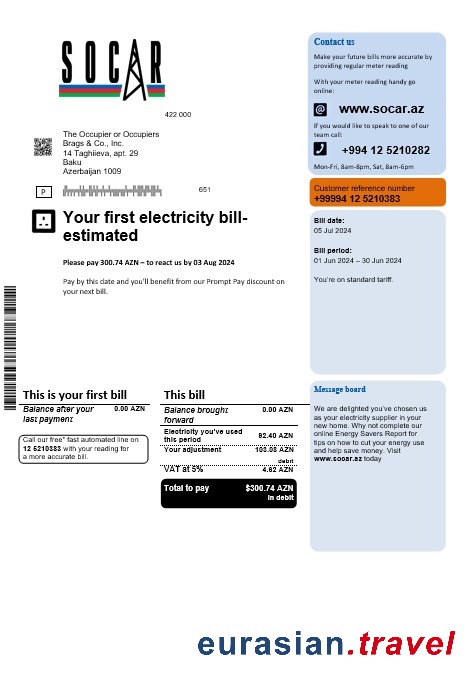 SOCAR
422 000
The Occupier or Occupiers
Brags & Co., Inc.
14 Taghiieva, apt. 29
Baku
Azerbaijan 1009
P
651
Your first electricity bill-
estimated
Please pay 300.74 AZN – to react us by 03 Aug 2024
Pay by this date and you'll benefit from our Prompt Pay discount on
your next bill.
Contact us
Make your future bills more accurate by
providing regular meter reading
With your meter reading handy go
online:
@ www.socar.az
If you would like to speak to one of our
team call:
+994 12 5210282
Mon-Fri, 8am-8pm, Sat, 8am-6pm
Customer reference number
+99994 12 5210383
Bill date:
05 Jul 2024
Bill period:
01 Jun 2024 – 30 Jun 2024
You're on standard tariff.
This is your first bill
Balance after your 0.00 AZN
last payment
Call our free* fast automated line on
12 5210383 with your reading for
a more accurate bill.
This bill
Balance brought 0.00 AZN
forward
Electricity you've used
this period 82.40 AZN
Your adjustment 103.08 AZN
debit
VAT at 5% 4.62 AZN
Total to pay $300.74 AZN
in debit
Message board
We are delighted you've chosen us
as your electricity supplier in your
new home. Why not complete our
online Energy Savers Report for
tips on how to cut your energy use
and help save money. Visit
www.socar.az today
eurasian.travel